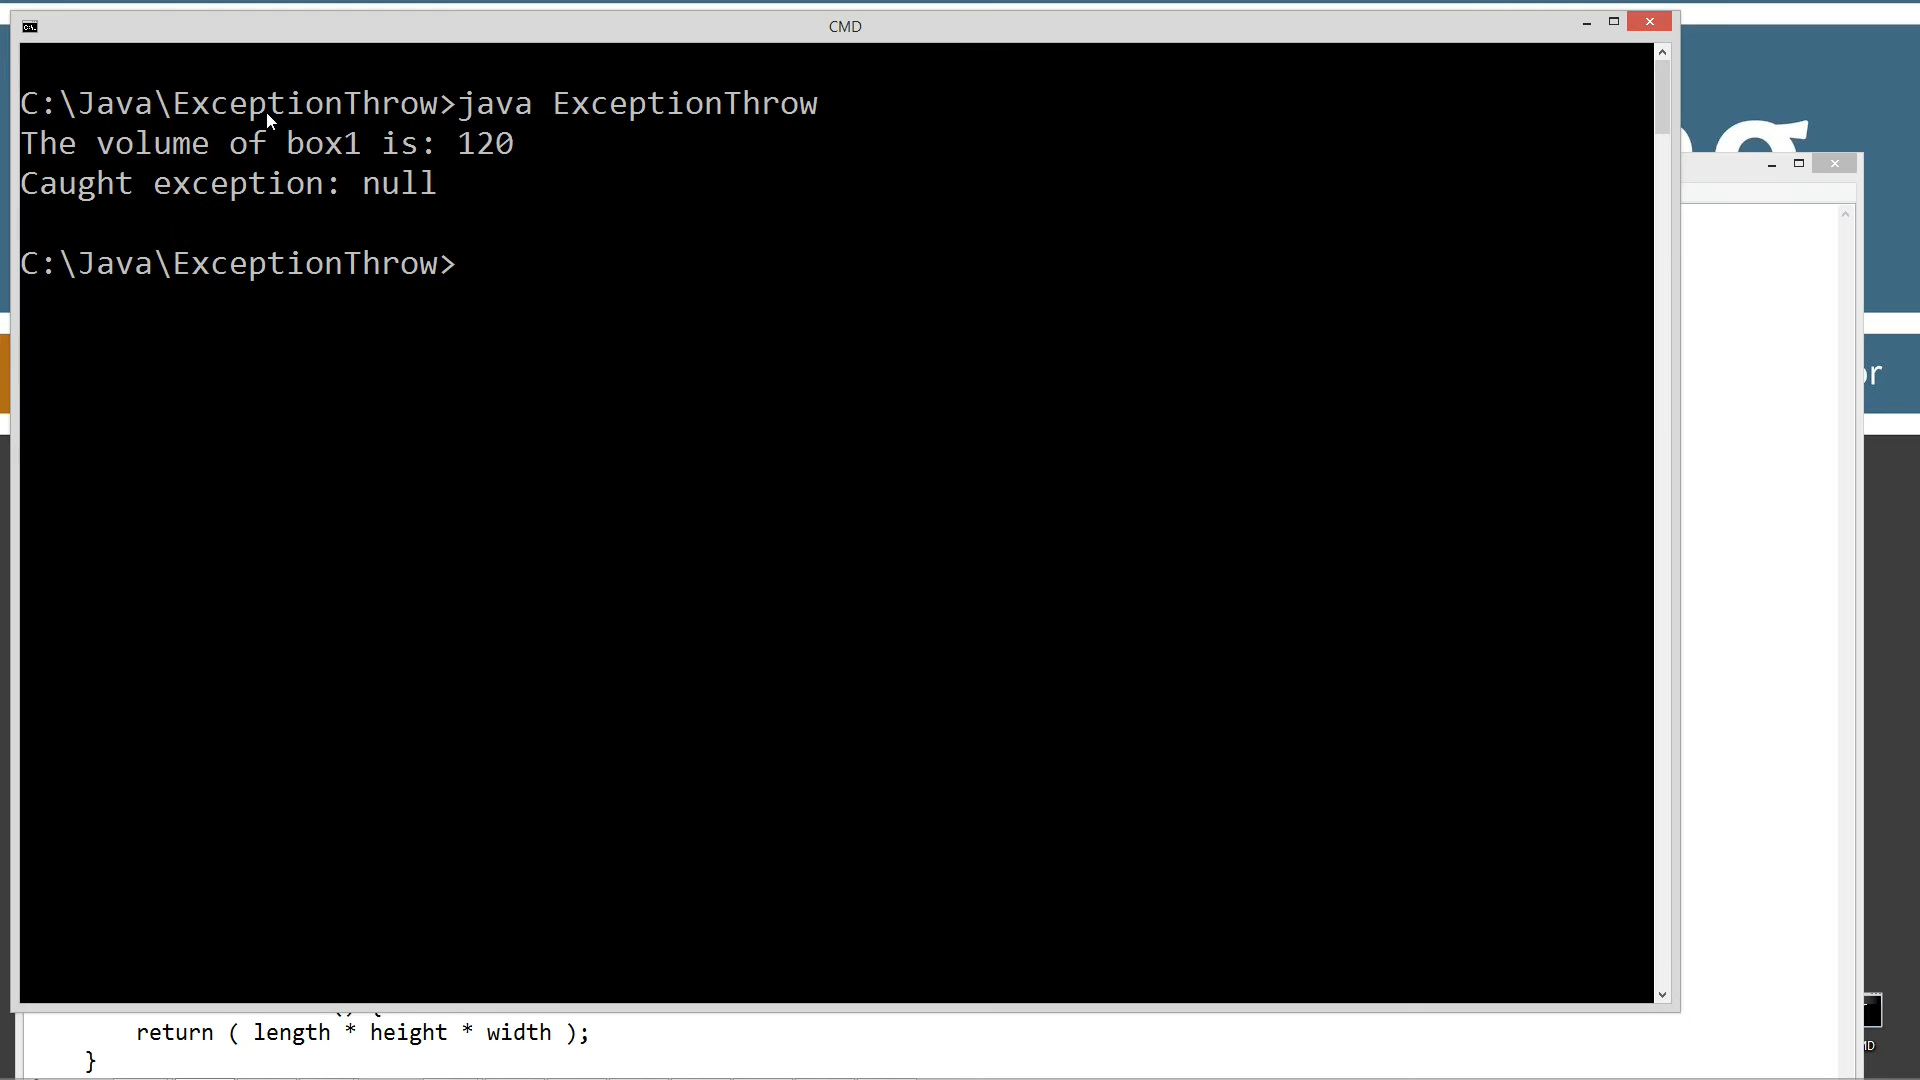 CMD
C:\Java\ExceptionThrow>java ExceptionThrow
The volume of box1 is: 120
Caught exception: null
C:\Java\ExceptionThrow>
return ( length * height * width );
}